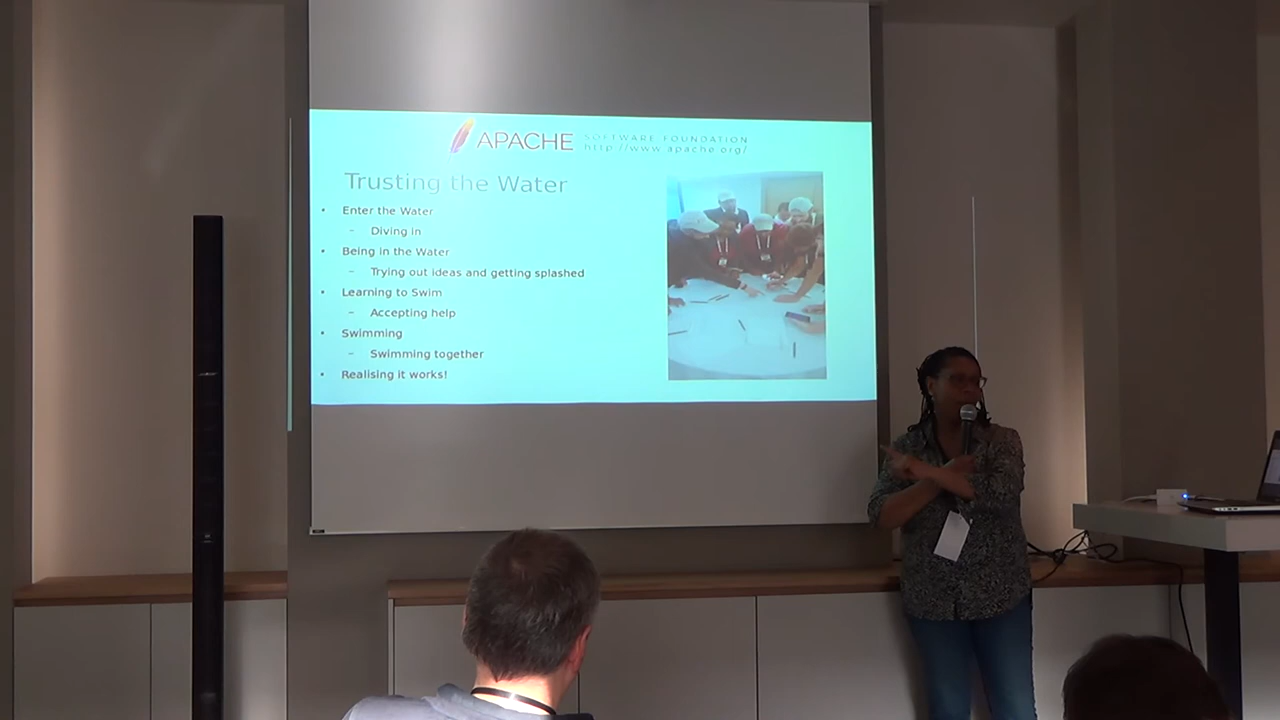 APACHE SOFTWARE FOUNDATION
http://www.apache.org/
Trusting the Water
• Enter the Water
– Diving in
• Being in the Water
– Trying out ideas and getting splashed
• Learning to Swim
– Accepting help
• Swimming
– Swimming together
• Realising it works!